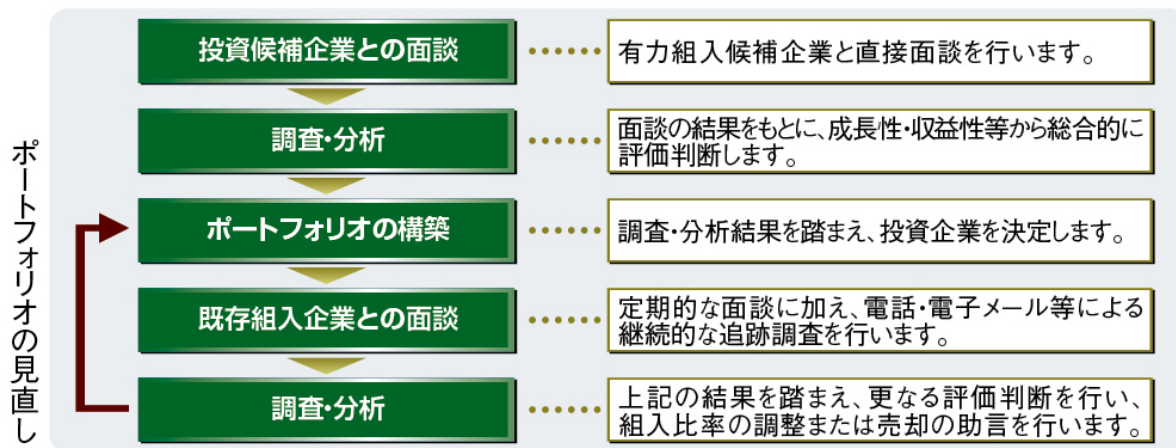 投資候補企業との面談
有力組入候補企業と直接面談を行います。
調査・分析
面談の結果をもとに、成長性・収益性等から総合的に
評価判断します。
ポートフォリオの構築
調査・分析結果を踏まえ、投資企業を決定します。
既存組入企業との面談
定期的な面談に加え、電話・電子メール等による
継続的な追跡調査を行います。
調査・分析
上記の結果を踏まえ、更なる評価判断を行い、
組入比率の調整または売却の助言を行います。
ポートフォリオの見直し